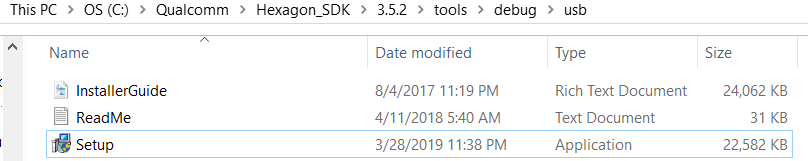 This PC > OS (C:) > Qualcomm > Hexagon_SDK > 3.5.2 > tools > debug > usb
Name Date modified Type Size
InstallerGuide 8/4/2017 11:19 PM Rich Text Document 24,062 KB
ReadMe 4/11/2018 5:40 AM Text Document 31 KB
Setup 3/28/2019 11:38 PM Application 22,582 KB